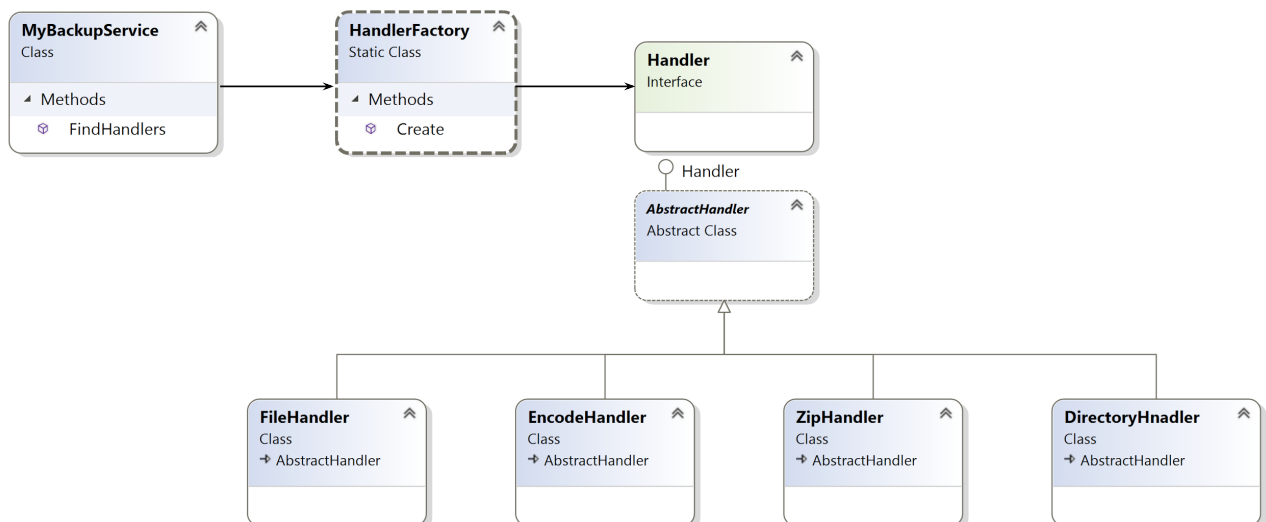 MyBackupService
Class
Methods
FindHandlers
HandlerFactory
Static Class
Methods
Create
Handler
Interface
Handler
AbstractHandler
Abstract Class
FileHandler
Class
AbstractHandler
EncodeHandler
Class
AbstractHandler
ZipHandler
Class
AbstractHandler
DirectoryHnadler
Class
AbstractHandler